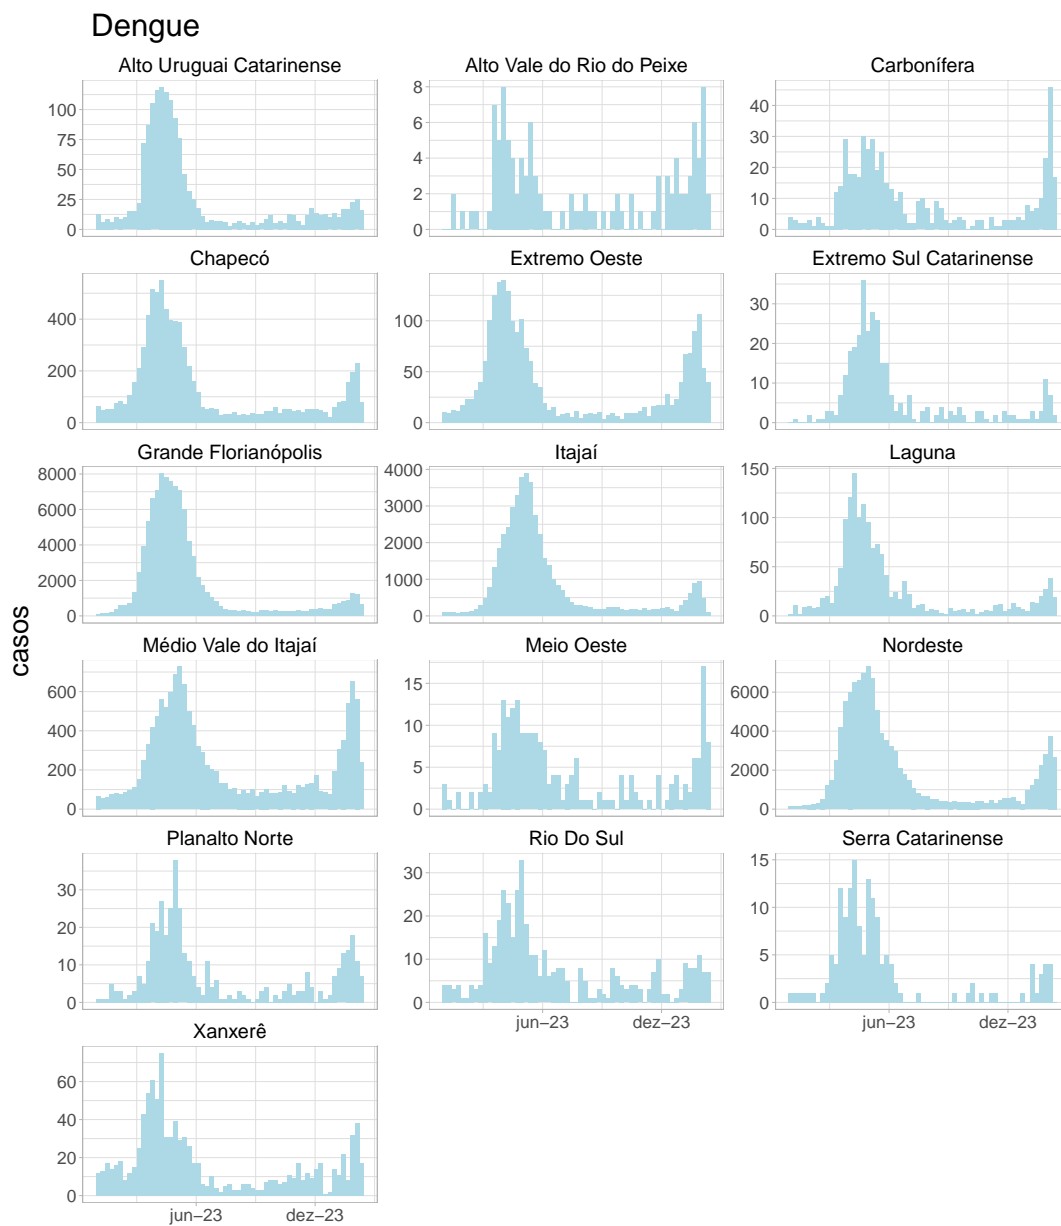 Dengue
Alto Uruguai Catarinense
Alto Vale do Rio do Peixe
Carbonífera
100
75
50
25
0
8
6
4
2
0
40
30
20
10
0
Chapecó
Extremo Oeste
Extremo Sul Catarinense
400
200
0
100
50
0
30
20
10
0
Grande Florianópolis
Itajaí
Laguna
8000
6000
4000
2000
0
4000
3000
2000
1000
0
150
100
50
0
casos
Médio Vale do Itajaí
Meio Oeste
Nordeste
600
400
200
0
15
10
5
0
6000
4000
2000
0
Planalto Norte
Rio Do Sul
Serra Catarinense
30
20
10
0
30
20
10
0
15
10
5
0
jun–23
dez–23
jun–23
dez–23
Xanxerê
60
40
20
0
jun–23
dez–23